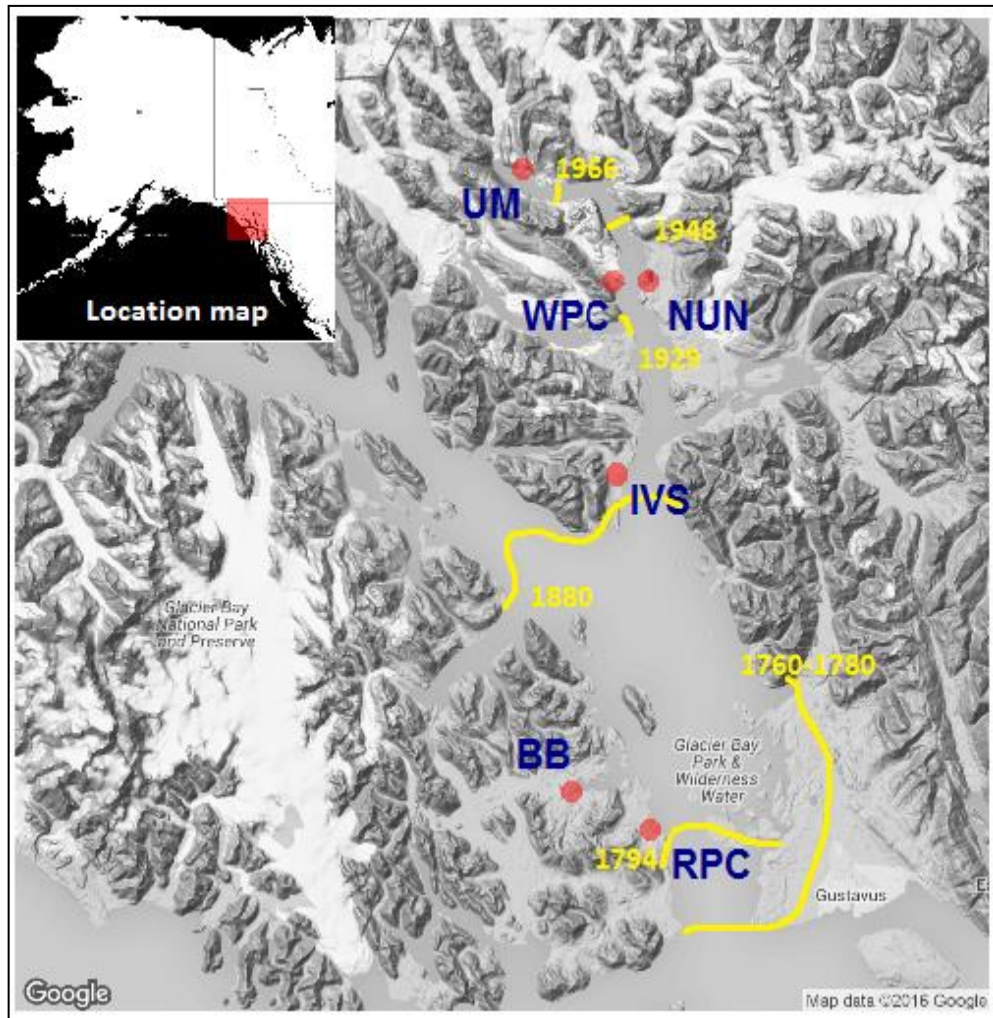 Location map
1966
UM
1948
WPC
NUN
1929
IVS
1880
Glacier Bay
National Park
and Preserve
1760-1780
BB
Glacier Bay
Park &
Wilderness
Water
1794
RPC
Gustavus
Google
Map data ©2016 Google